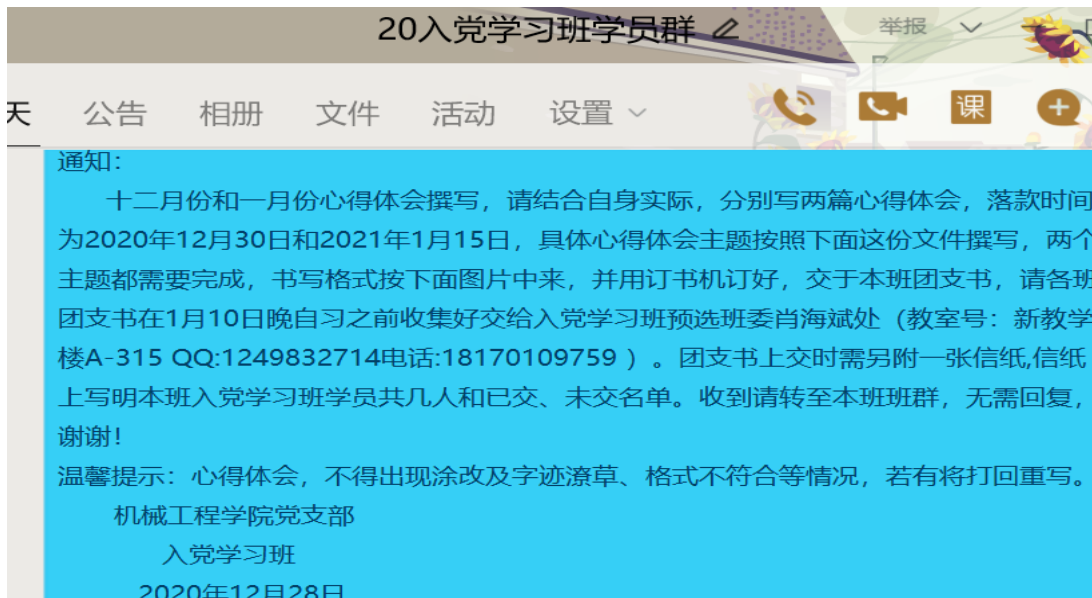 20入党学习班学员群
举报
天 公告 相册 文件 活动 设置
课
通知：
十二月份和一月份心得体会撰写，请结合自身实际，分别写两篇心得体会，落款时间
为2020年12月30日和2021年1月15日，具体心得体会主题按照下面这份文件撰写，两个
主题都需要完成，书写格式按下面图片中来，并用订书机订好，交于本班团支书，请各班
团支书在1月10日晚自习之前收集好交给入党学习班预选班委肖海斌处（教室号：新教学
楼A-315 QQ:1249832714电话:18170109759 ）。团支书上交时需另附一张信纸,信纸
上写明本班入党学习班学员共几人和已交、未交名单。收到请转至本班班群，无需回复，
谢谢！
温馨提示：心得体会，不得出现涂改及字迹潦草、格式不符合等情况，若有将打回重写。
机械工程学院党支部
入党学习班
2020年12月28日